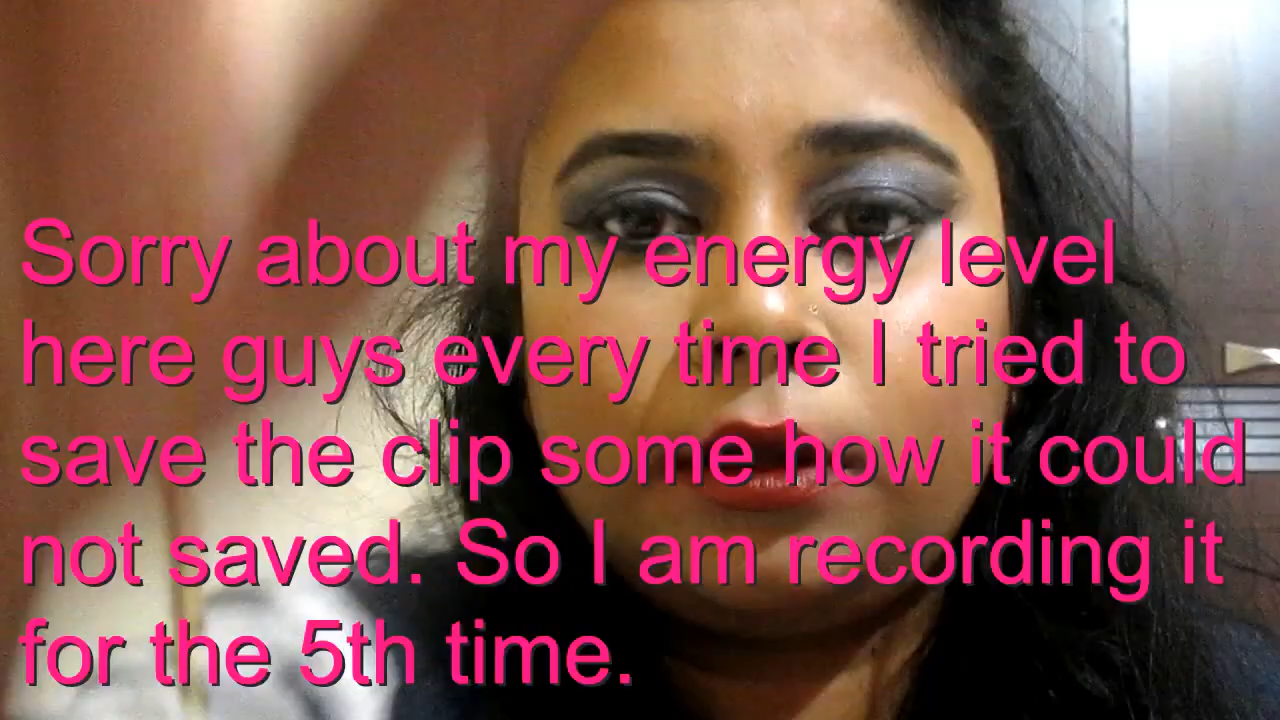 Sorry about my energy level
here guys every time I tried to
save the clip some how it could
not saved. So I am recording it
for the 5th time.